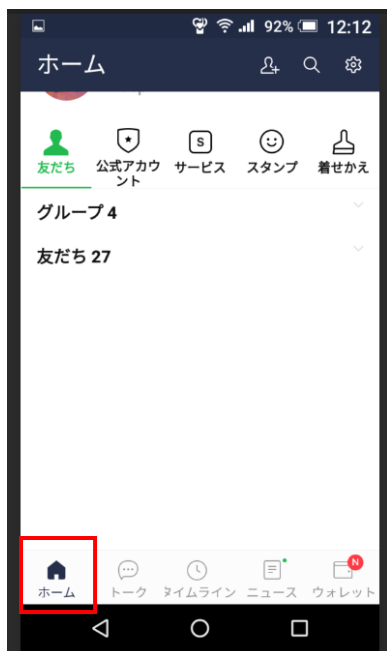 92% 12:12
ホーム
友だち 公式アカウント サービス スタンプ 着せかえ
グループ 4
友だち 27
ホーム トーク タイムライン ニュース ウォレット
N